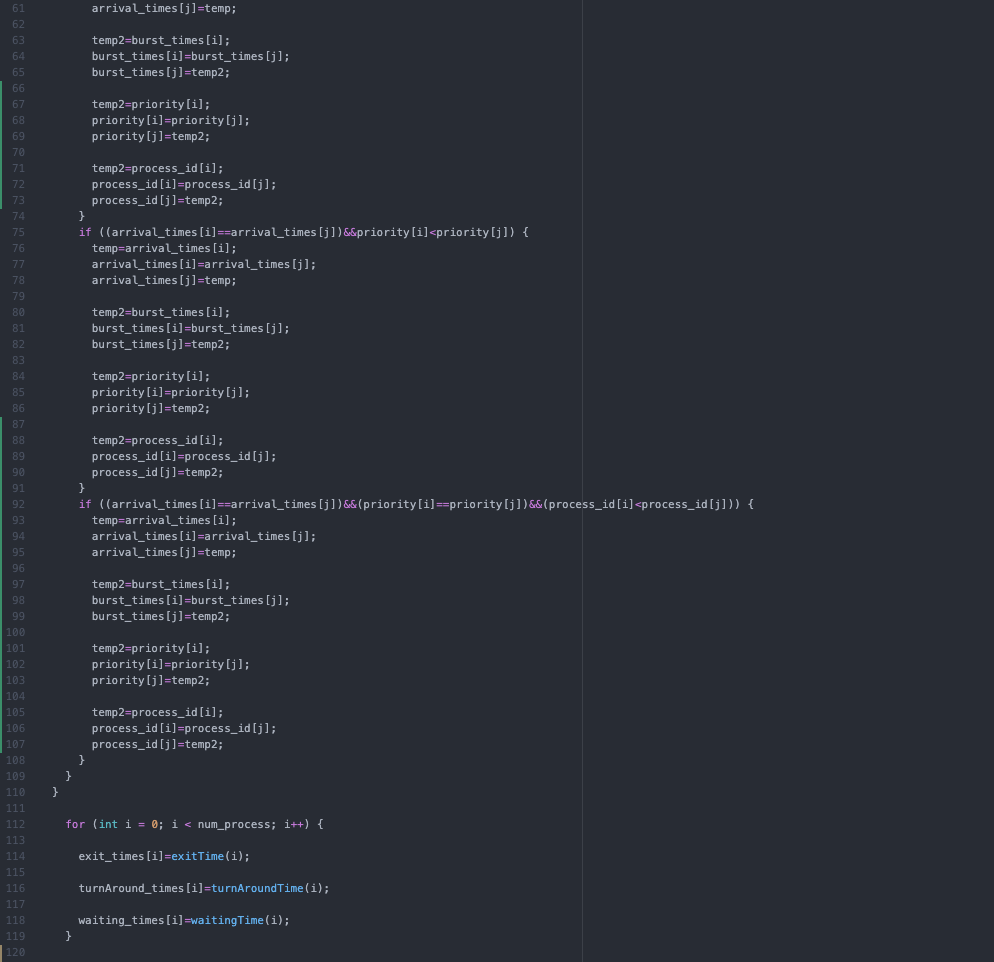 61 arrival_times[j]=temp;
62
63 temp2=burst_times[i];
64 burst_times[i]=burst_times[j];
65 burst_times[j]=temp2;
66
67 temp2=priority[i];
68 priority[i]=priority[j];
69 priority[j]=temp2;
70
71 temp2=process_id[i];
72 process_id[i]=process_id[j];
73 process_id[j]=temp2;
74 }
75 if ((arrival_times[i]==arrival_times[j])&&priority[i]<priority[j]) {
76 temp=arrival_times[i];
77 arrival_times[i]=arrival_times[j];
78 arrival_times[j]=temp;
79
80 temp2=burst_times[i];
81 burst_times[i]=burst_times[j];
82 burst_times[j]=temp2;
83
84 temp2=priority[i];
85 priority[i]=priority[j];
86 priority[j]=temp2;
87
88 temp2=process_id[i];
89 process_id[i]=process_id[j];
90 process_id[j]=temp2;
91 }
92 if ((arrival_times[i]==arrival_times[j])&&(priority[i]==priority[j])&&(process_id[i]<process_id[j])) {
93 temp=arrival_times[i];
94 arrival_times[i]=arrival_times[j];
95 arrival_times[j]=temp;
96
97 temp2=burst_times[i];
98 burst_times[i]=burst_times[j];
99 burst_times[j]=temp2;
100
101 temp2=priority[i];
102 priority[i]=priority[j];
103 priority[j]=temp2;
104
105 temp2=process_id[i];
106 process_id[i]=process_id[j];
107 process_id[j]=temp2;
108 }
109 }
110 }
111
112 for (int i = 0; i < num_process; i++) {
113
114 exit_times[i]=exitTime(i);
115
116 turnAround_times[i]=turnAroundTime(i);
117
118 waiting_times[i]=waitingTime(i);
119 }
120